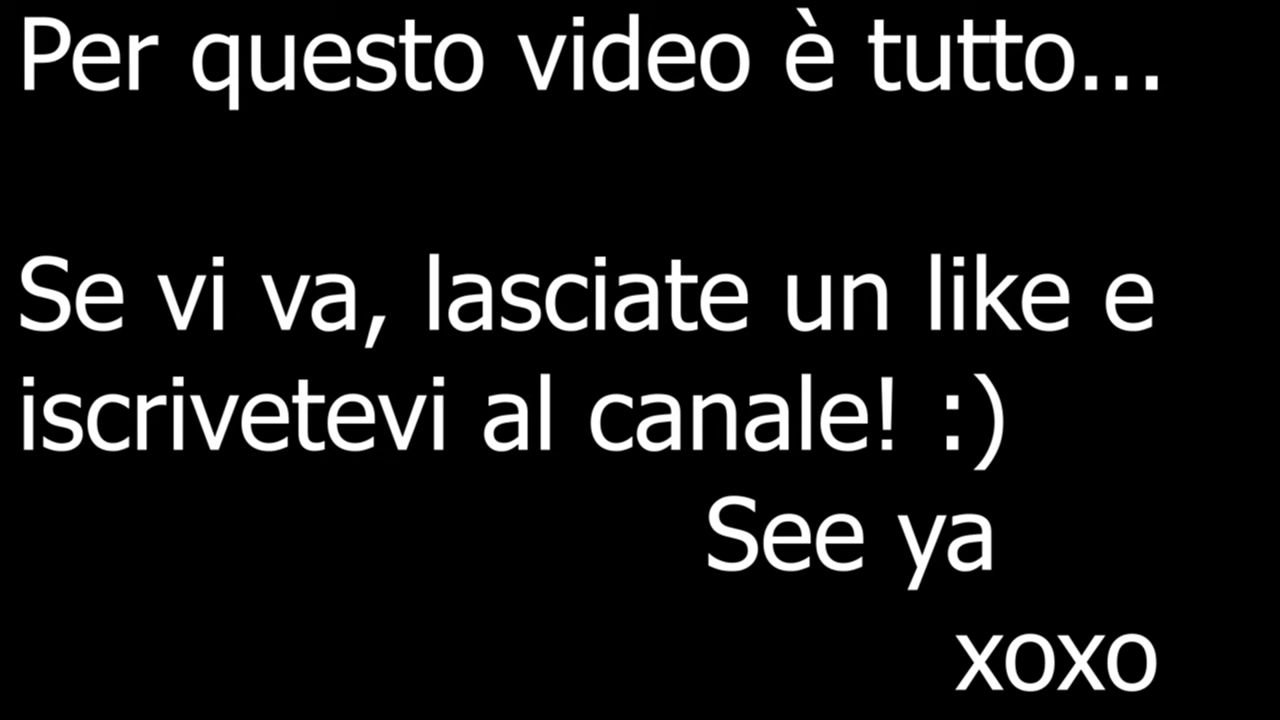 Per questo video è tutto...
Se vi va, lasciate un like e
iscrivetevi al canale! :)
See ya
xoxo